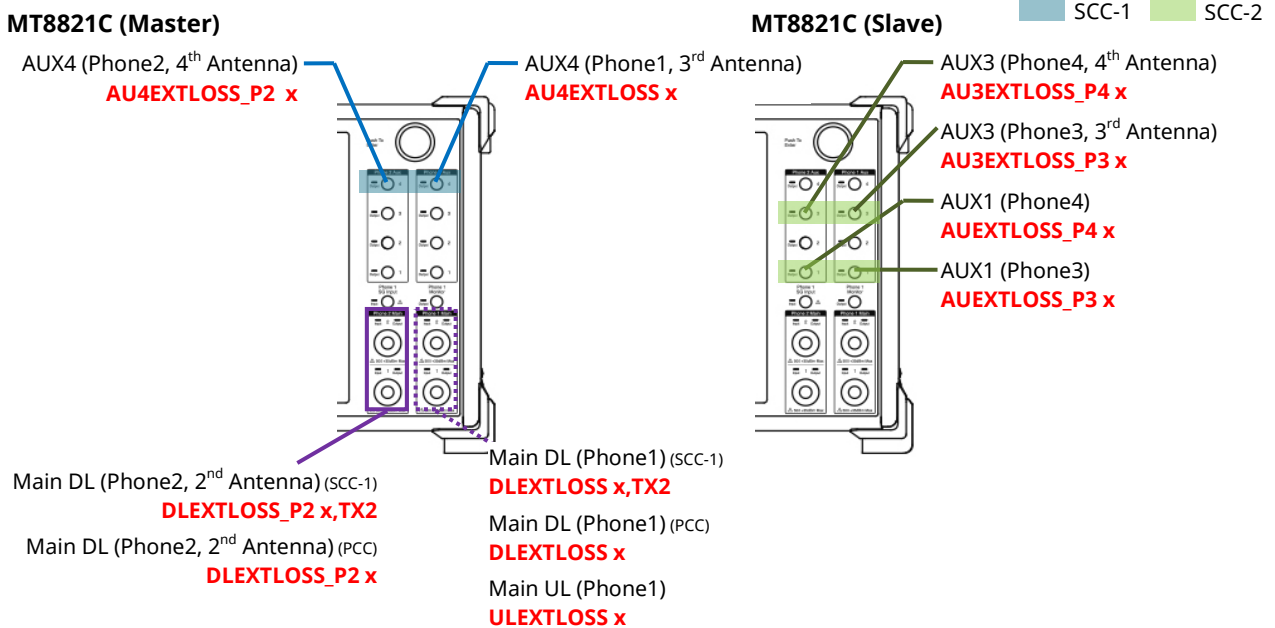 MT8821C (Master)
AUX4 (Phone2, 4th Antenna)
AU4EXTLOSS_P2 x
AUX4 (Phone1, 3rd Antenna)
AU4EXTLOSS x
Main DL (Phone2, 2nd Antenna) (SCC-1)
DLEXTLOSS_P2 x,TX2
Main DL (Phone2, 2nd Antenna) (PCC)
DLEXTLOSS_P2 x
Main DL (Phone1) (SCC-1)
DLEXTLOSS x,TX2
Main DL (Phone1) (PCC)
DLEXTLOSS x
Main UL (Phone1)
ULEXTLOSS x
MT8821C (Slave)
SCC-1
SCC-2
AUX3 (Phone4, 4th Antenna)
AU3EXTLOSS_P4 x
AUX3 (Phone3, 3rd Antenna)
AU3EXTLOSS_P3 x
AUX1 (Phone4)
AUEXTLOSS_P4 x
AUX1 (Phone3)
AUEXTLOSS_P3 x